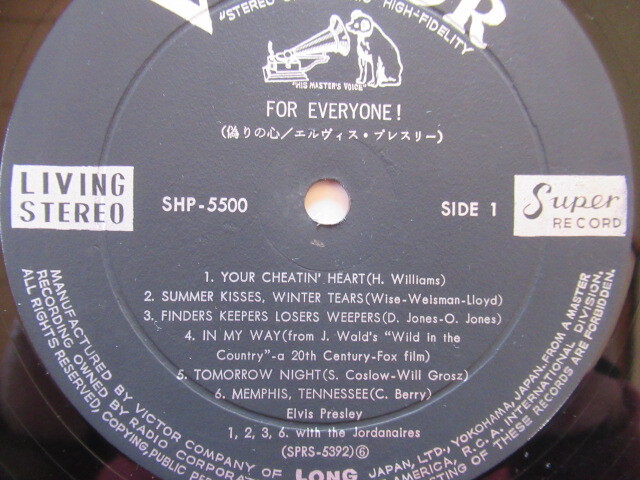 VICTOR
"STEREO
HIGH-FIDELITY
"HIS MASTER'S VOICE"
FOR EVERYONE!
(偽りの心/エルヴィス・プレスリー)
LIVING
STEREO
SHP-5500
SIDE 1
Super
RECORD
1. YOUR CHEATIN' HEART(H. Williams)
2. SUMMER KISSES, WINTER TEARS(Wise-Weisman-Lloyd)
3. FINDERS KEEPERS LOSERS WEEPERS(D. Jones-O. Jones)
4. IN MY WAY(from J. Wald's "Wild in the
Country"-a 20th Century-Fox film)
5. TOMORROW NIGHT(S. Coslow-Will Grosz)
6. MEMPHIS, TENNESSEE(C. Berry)
Elvis Presley
1, 2, 3, 6. with the Jordanaires
(SPRS-5392)⑥
LONG
MANUFACTURED BY VICTOR COMPANY OF JAPAN, LTD., YOKOHAMA, JAPAN, FROM A MASTER
RECORDING OWNED BY RADIO CORPORATION OF AMERICA, R.C.A. INTERNATIONAL DIVISION.
ALL RIGHTS RESERVED, COPYING, PUBLIC OF THESE RECORDS ARE FORBIDDEN.